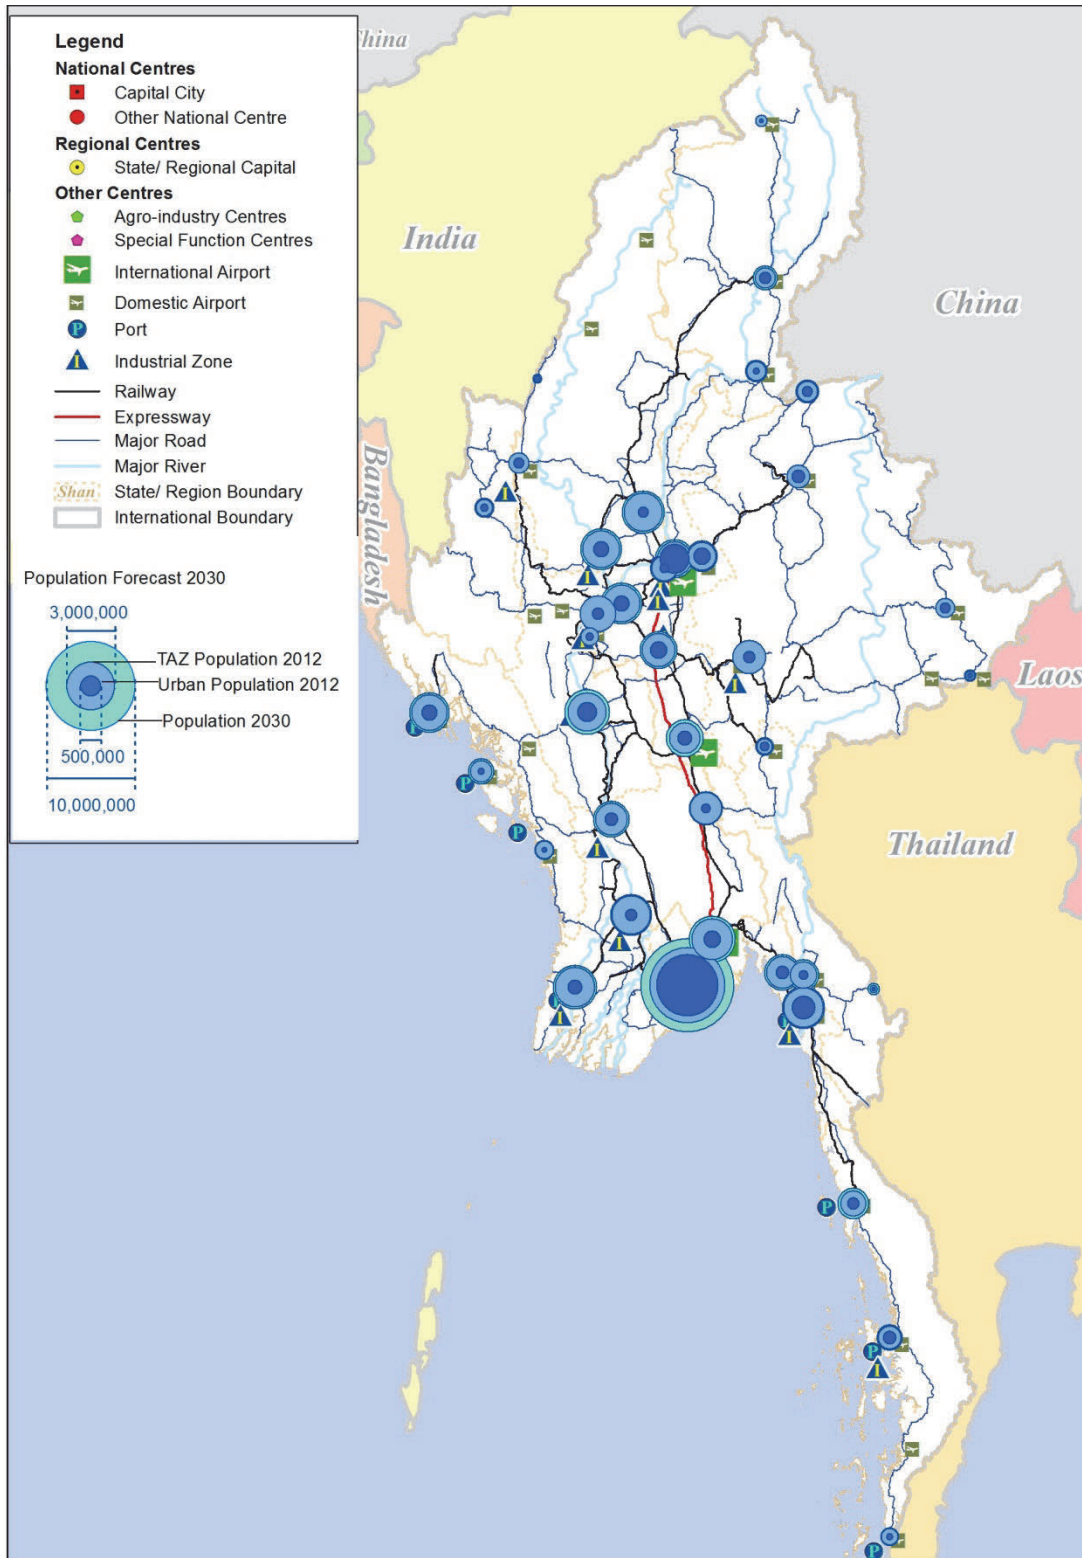 Legend
National Centres
Capital City
Other National Centre
Regional Centres
State/ Regional Capital
Other Centres
Agro-industry Centres
Special Function Centres
International Airport
Domestic Airport
P
Port
I
Industrial Zone
Railway
Expressway
Major Road
Major River
Shan
State/ Region Boundary
International Boundary
Population Forecast 2030
3,000,000
TAZ Population 2012
Urban Population 2012
Population 2030
500,000
10,000,000
China
India
China
Bangladesh
Laos
Thailand
I
I
I
I
I
P
P
P
I
I
P
I
P
I
P
P
I
P